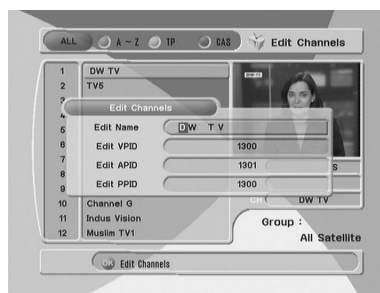 ALL A ~ Z TP CAS Edit Channels
1 DW TV
2 TV5
3
Edit Channels
4
5 Edit Name DW TV
6 Edit VPID 1300
7 Edit APID 1301
8 S
9 Edit PPID 1300
10 Channel G CH DW TV
11 Indus Vision
12 Muslim TV1
Group :
All Satellite
OK Edit Channels